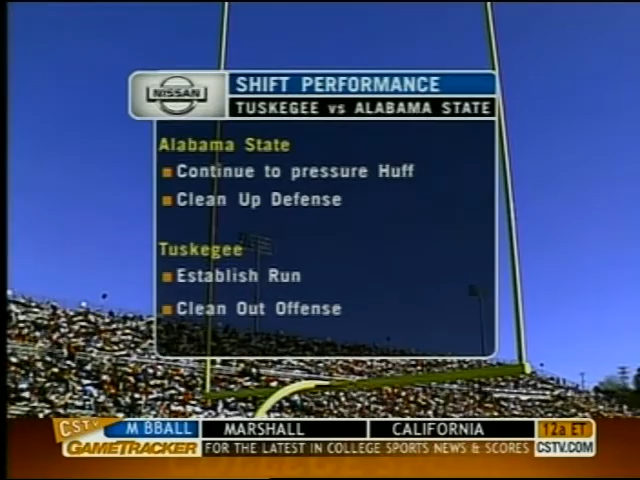 NISSAN
SHIFT PERFORMANCE
TUSKEGEE vs ALABAMA STATE
Alabama State
Continue to pressure Huff
Clean Up Defense
Tuskegee
Establish Run
Clean Out Offense
CSTV M BBALL MARSHALL CALIFORNIA 12a ET
GAMETRACKER FOR THE LATEST IN COLLEGE SPORTS NEWS & SCORES CSTV.COM